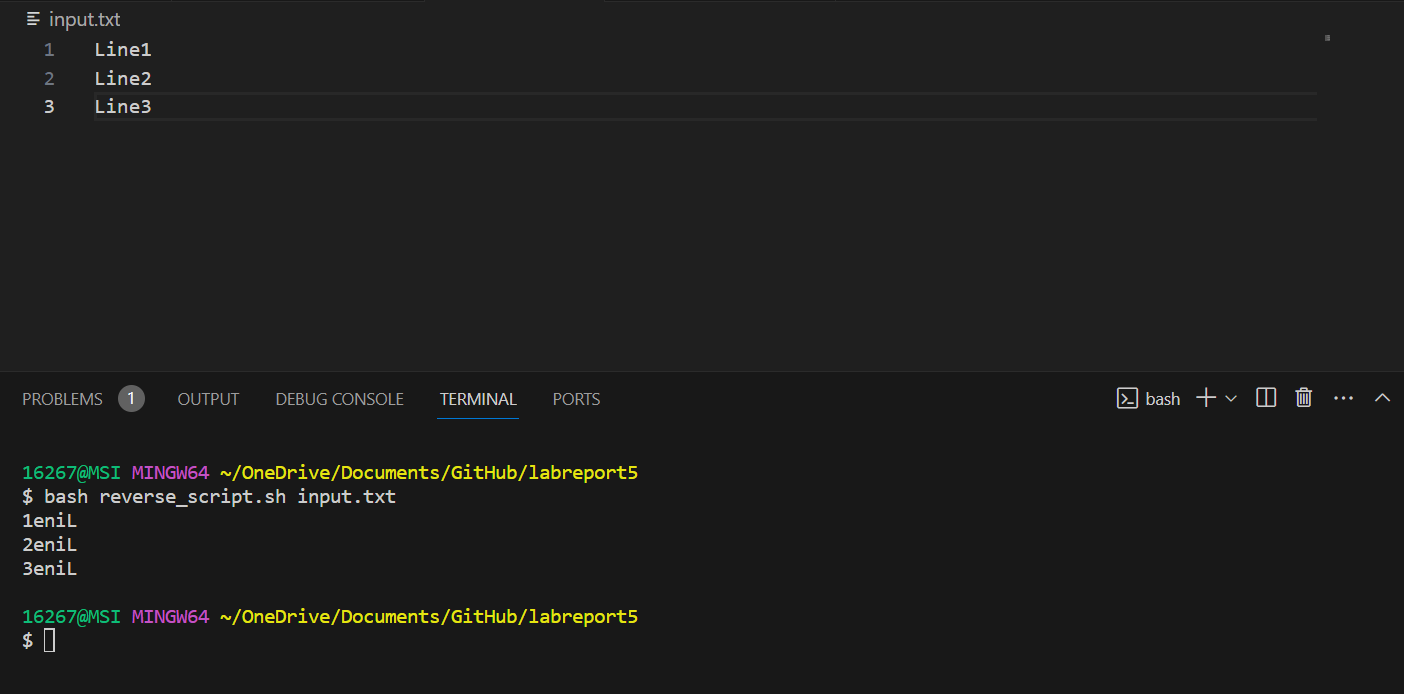 input.txt
1 Line1
2 Line2
3 Line3
PROBLEMS 1 OUTPUT DEBUG CONSOLE TERMINAL PORTS bash
16267@MSI MINGW64 ~/OneDrive/Documents/GitHub/labreport5
$ bash reverse_script.sh input.txt
1eniL
2eniL
3eniL
16267@MSI MINGW64 ~/OneDrive/Documents/GitHub/labreport5
$